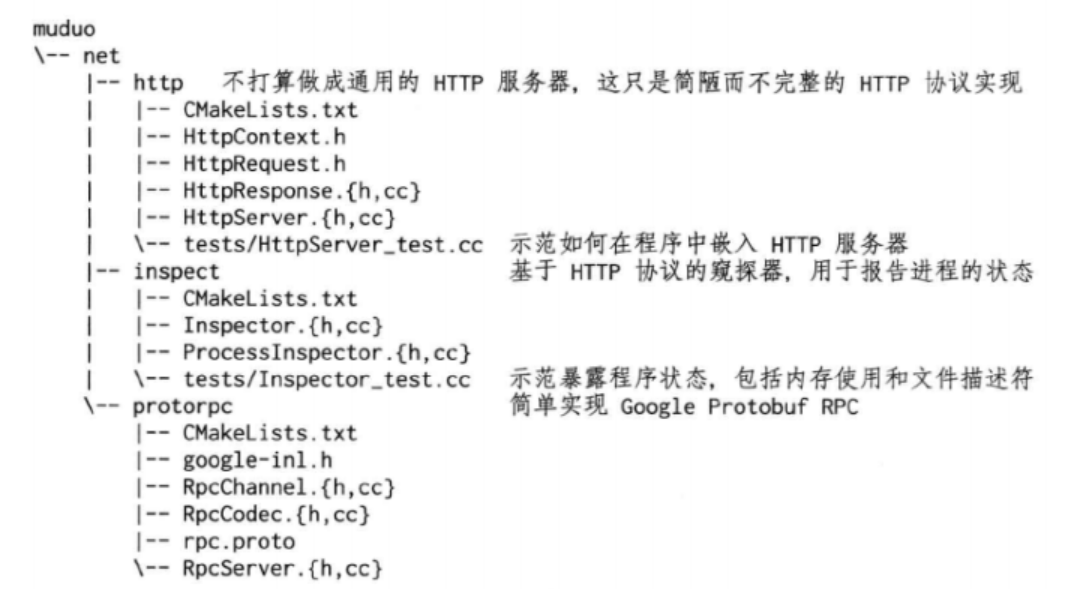 muduo
\-- net
    |-- http   不打算做成通用的 HTTP 服务器，这只是简陋而不完整的 HTTP 协议实现
    |   |-- CMakeLists.txt
    |   |-- HttpContext.h
    |   |-- HttpRequest.h
    |   |-- HttpResponse.{h,cc}
    |   |-- HttpServer.{h,cc}
    |   \-- tests/HttpServer_test.cc  示范如何在程序中嵌入 HTTP 服务器
    |-- inspect                       基于 HTTP 协议的窥探器，用于报告进程的状态
    |   |-- CMakeLists.txt
    |   |-- Inspector.{h,cc}
    |   |-- ProcessInspector.{h,cc}
    |   \-- tests/Inspector_test.cc   示范暴露程序状态，包括内存使用和文件描述符
    \-- protorpc                      简单实现 Google Protobuf RPC
        |-- CMakeLists.txt
        |-- google-inl.h
        |-- RpcChannel.{h,cc}
        |-- RpcCodec.{h,cc}
        |-- rpc.proto
        \-- RpcServer.{h,cc}